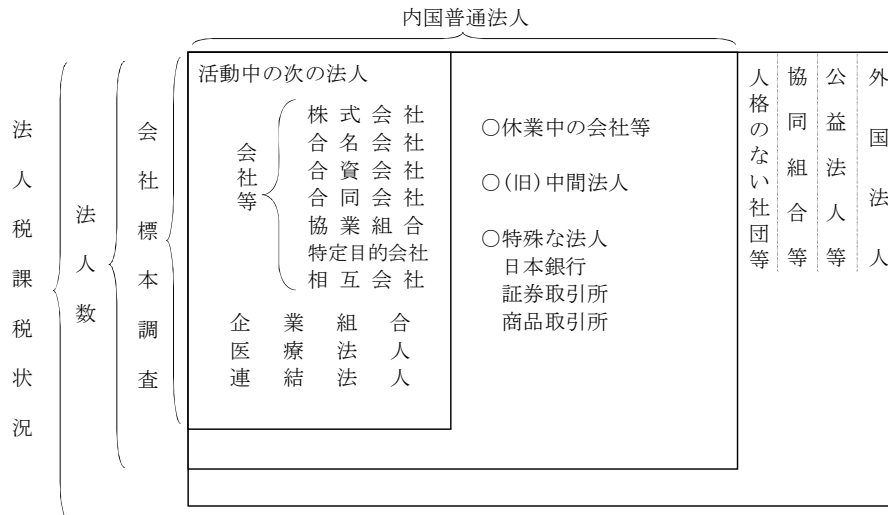 内国普通法人
法人税課税状況
法人数
会社標本調査
活動中の次の法人
会社等
株式会社
合名会社
合資会社
合同会社
協業組合
特定目的会社
相互会社
企業組合
医療法人
連結法人
○休業中の会社等
○(旧)中間法人
○特殊な法人
日本銀行
証券取引所
商品取引所
人格のない社団等
協同組合等
公益法人等
外国法人